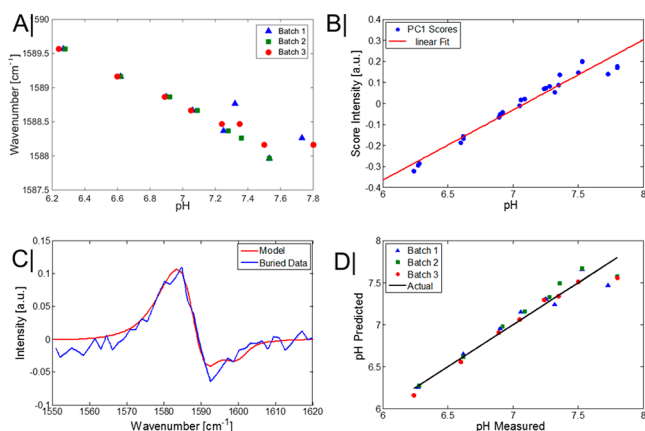 A|
Wavenumber [cm⁻¹]
1590
1589.5
1589
1588.5
1588
1587.5
6.2 6.4 6.6 6.8 7 7.2 7.4 7.6 7.8
pH
Batch 1
Batch 2
Batch 3
B|
Score Intensity [a.u.]
0.4
0.3
0.2
0.1
0
-0.1
-0.2
-0.3
-0.4
6 6.5 7 7.5 8
pH
PC1 Scores
linear Fit
C|
Intensity [a.u.]
0.15
0.1
0.05
0
-0.05
-0.1
1550 1560 1570 1580 1590 1600 1610 1620
Wavenumber [cm⁻¹]
Model
Buried Data
D|
pH Predicted
8
7.5
7
6.5
6
6 6.5 7 7.5 8
pH Measured
Batch 1
Batch 2
Batch 3
Actual